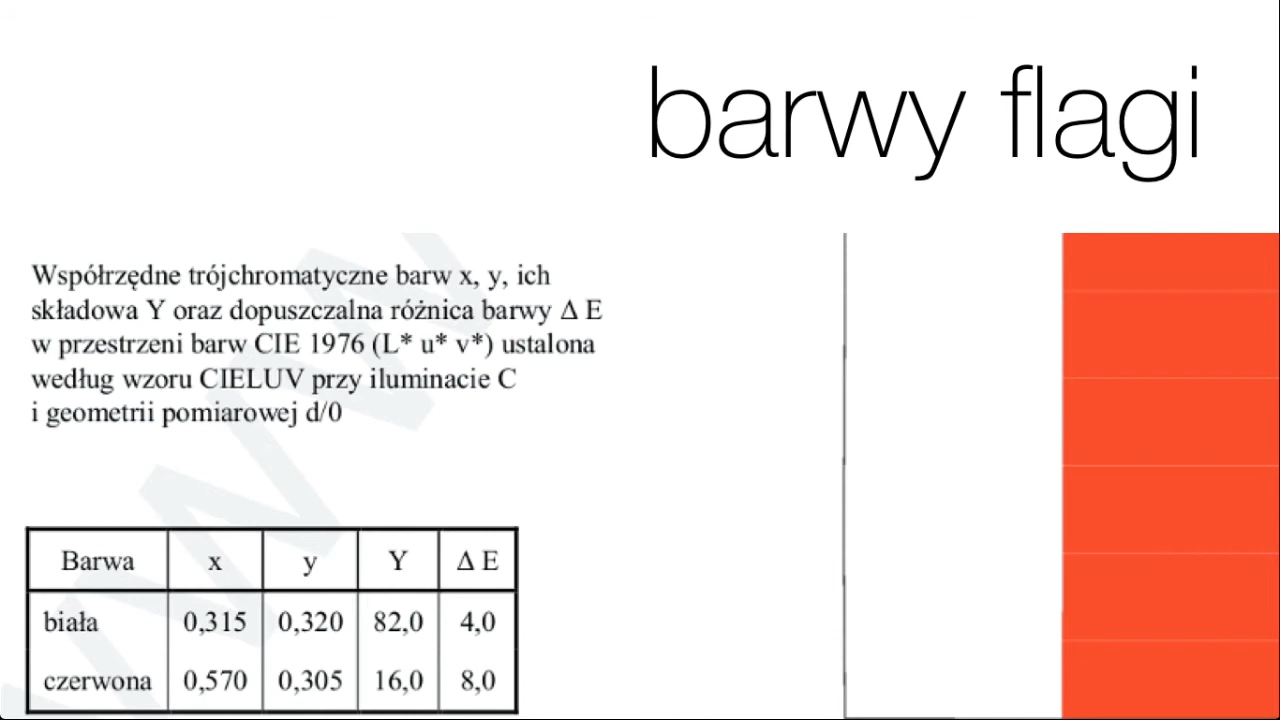 barwy flagi
Współrzędne trójchromatyczne barw x, y, ich
składowa Y oraz dopuszczalna różnica barwy Δ E
w przestrzeni barw CIE 1976 (L* u* v*) ustalona
według wzoru CIELUV przy iluminacie C
i geometrii pomiarowej d/0
Barwa x y Y Δ E
biała 0,315 0,320 82,0 4,0
czerwona 0,570 0,305 16,0 8,0